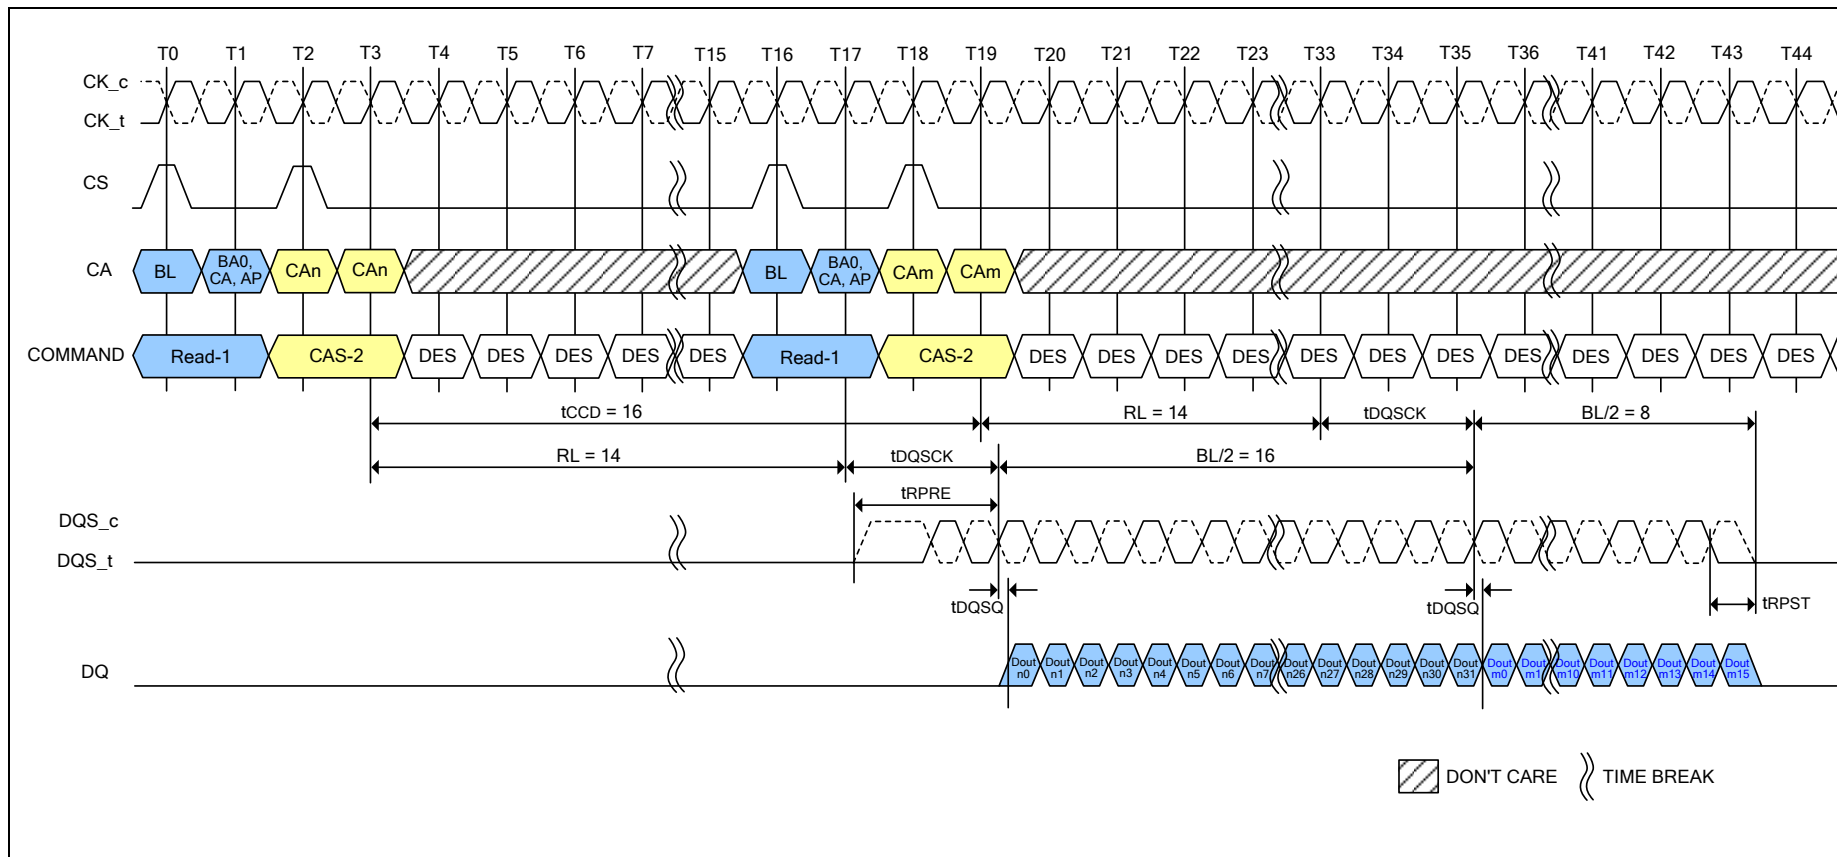 T0 T1 T2 T3 T4 T5 T6 T7 T15 T16 T17 T18 T19 T20 T21 T22 T23 T33 T34 T35 T36 T41 T42 T43 T44
CK_c
CK_t
CS
CA BL BA0, CA, AP CAn CAn BL BA0, CA, AP CAm CAm
COMMAND Read-1 CAS-2 DES DES DES DES DES Read-1 CAS-2 DES DES DES DES DES DES DES DES DES DES DES DES
tCCD = 16 RL = 14 tDQSCK BL/2 = 8
RL = 14 tDQSCK BL/2 = 16
tRPRE
DQS_c
DQS_t
tDQSQ tDQSQ tRPST
DQ Dout n0 Dout n1 Dout n2 Dout n3 Dout n4 Dout n5 Dout n6 Dout n7 Dout n26 Dout n27 Dout n28 Dout n29 Dout n30 Dout n31 Dout m0 Dout m1 Dout m10 Dout m11 Dout m12 Dout m13 Dout m14 Dout m15
DON'T CARE TIME BREAK